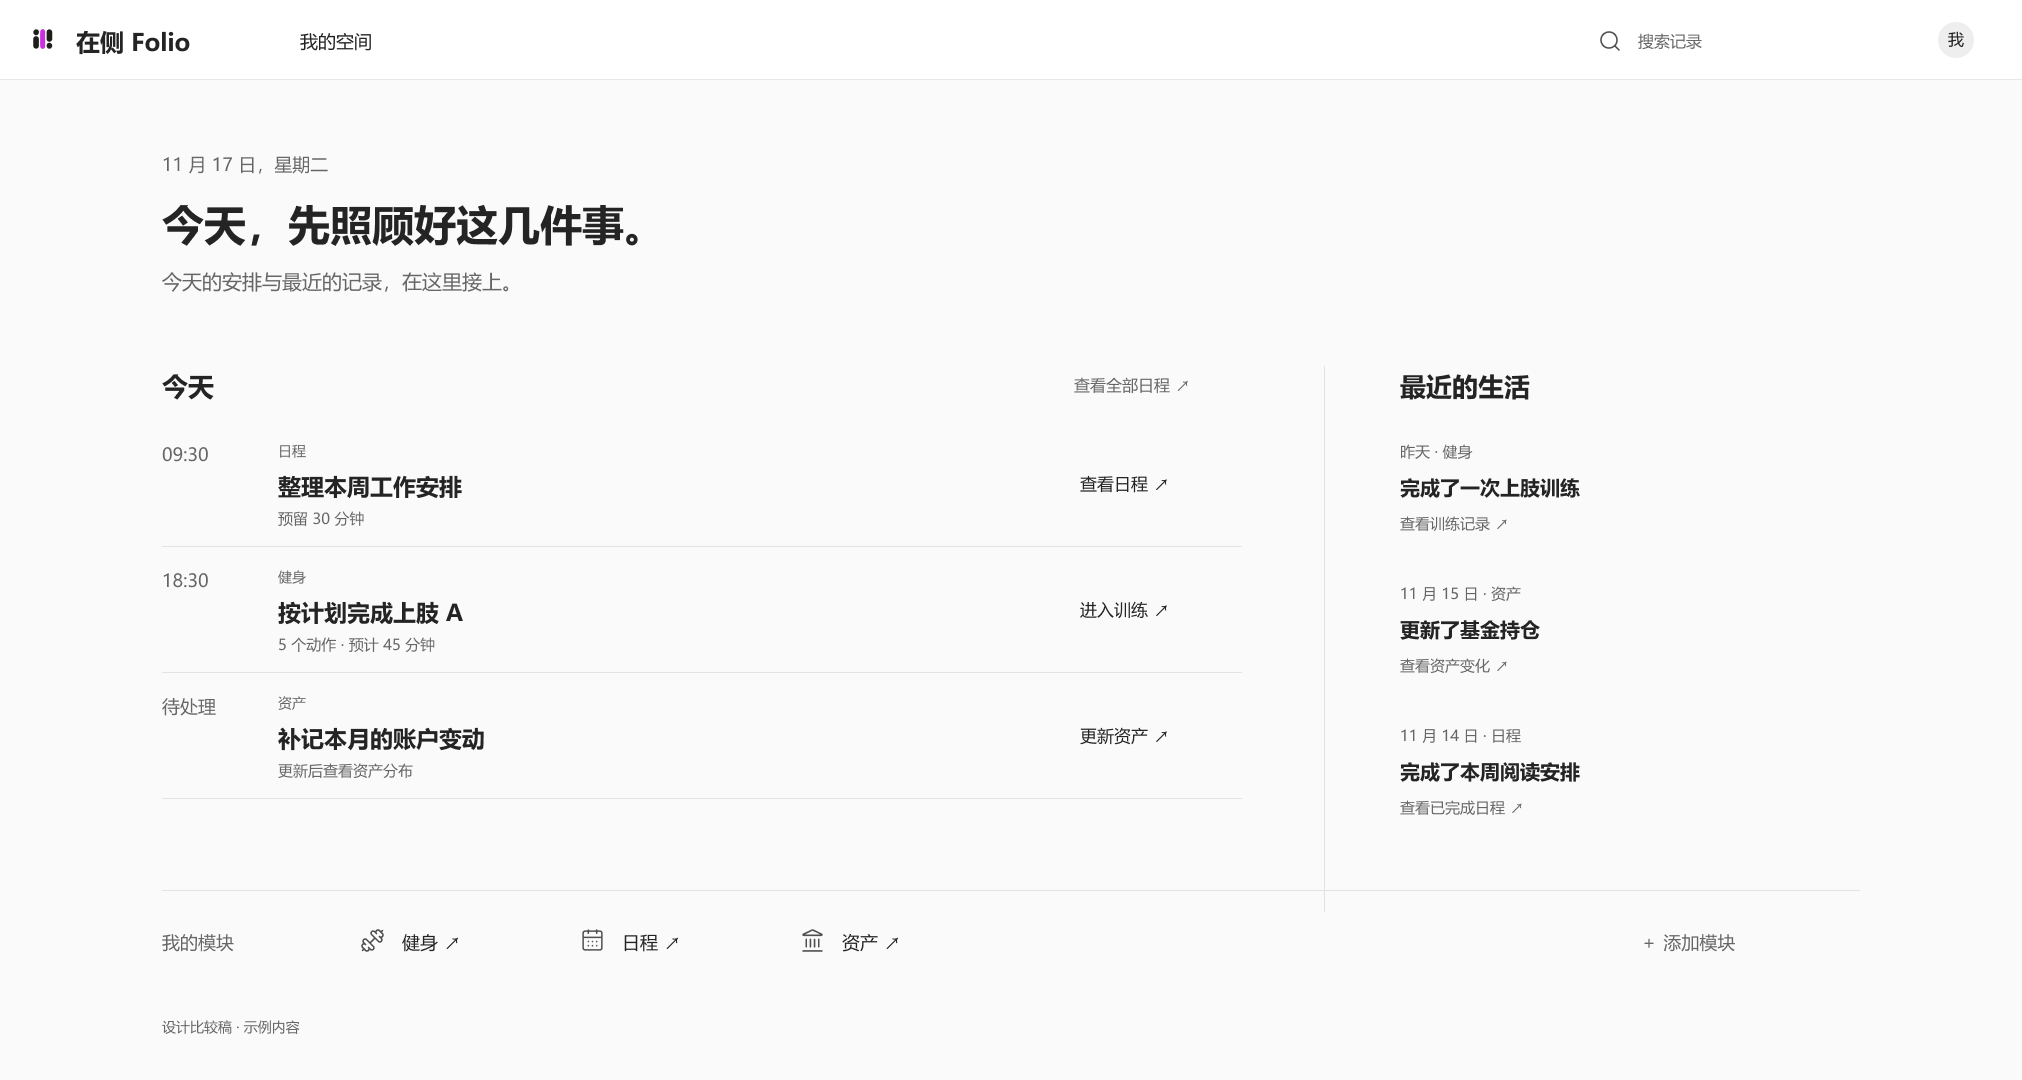 在侧 Folio
我的空间
搜索记录
我
11 月 17 日，星期二
今天，先照顾好这几件事。
今天的安排与最近的记录，在这里接上。
今天
查看全部日程 ↗
09:30
日程
整理本周工作安排
预留 30 分钟
查看日程 ↗
18:30
健身
按计划完成上肢 A
5 个动作 · 预计 45 分钟
进入训练 ↗
待处理
资产
补记本月的账户变动
更新后查看资产分布
更新资产 ↗
最近的生活
昨天 · 健身
完成了一次上肢训练
查看训练记录 ↗
11 月 15 日 · 资产
更新了基金持仓
查看资产变化 ↗
11 月 14 日 · 日程
完成了本周阅读安排
查看已完成日程 ↗
我的模块
健身 ↗
日程 ↗
资产 ↗
+ 添加模块
设计比较稿 · 示例内容